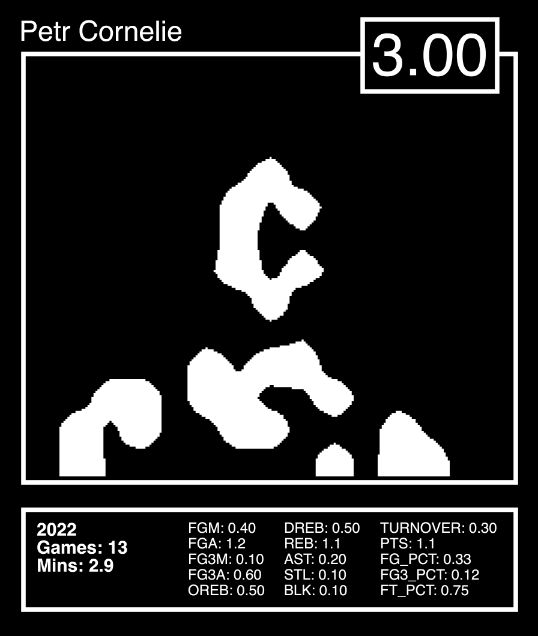 Petr Cornelie
3.00
2022
Games: 13
Mins: 2.9
FGM: 0.40
FGA: 1.2
FG3M: 0.10
FG3A: 0.60
OREB: 0.50
DREB: 0.50
REB: 1.1
AST: 0.20
STL: 0.10
BLK: 0.10
TURNOVER: 0.30
PTS: 1.1
FG_PCT: 0.33
FG3_PCT: 0.12
FT_PCT: 0.75